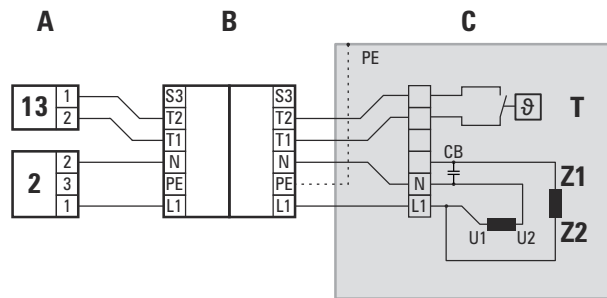 A B C
PE
13 1 S3 S3
2 T2 T2 ϑ T
T1 T1
2 2 N N CB Z1
3 PE PE N
1 L1 L1 L1 U1 U2 Z2